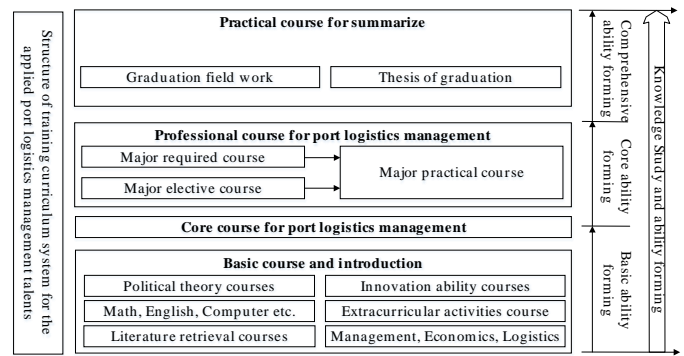 Structure of training curriculum system for the
applied port logistics management talents
Practical course for summarize
Graduation field work
Thesis of graduation
Professional course for port logistics management
Major required course
Major elective course
Major practical course
Core course for port logistics management
Basic course and introduction
Political theory courses
Innovation ability courses
Math, English, Computer etc.
Extracurricular activities course
Literature retrieval courses
Management, Economics, Logistics
Comprehensive
ability forming
Core ability
forming
Basic ability
forming
Knowledge Study and ability forming